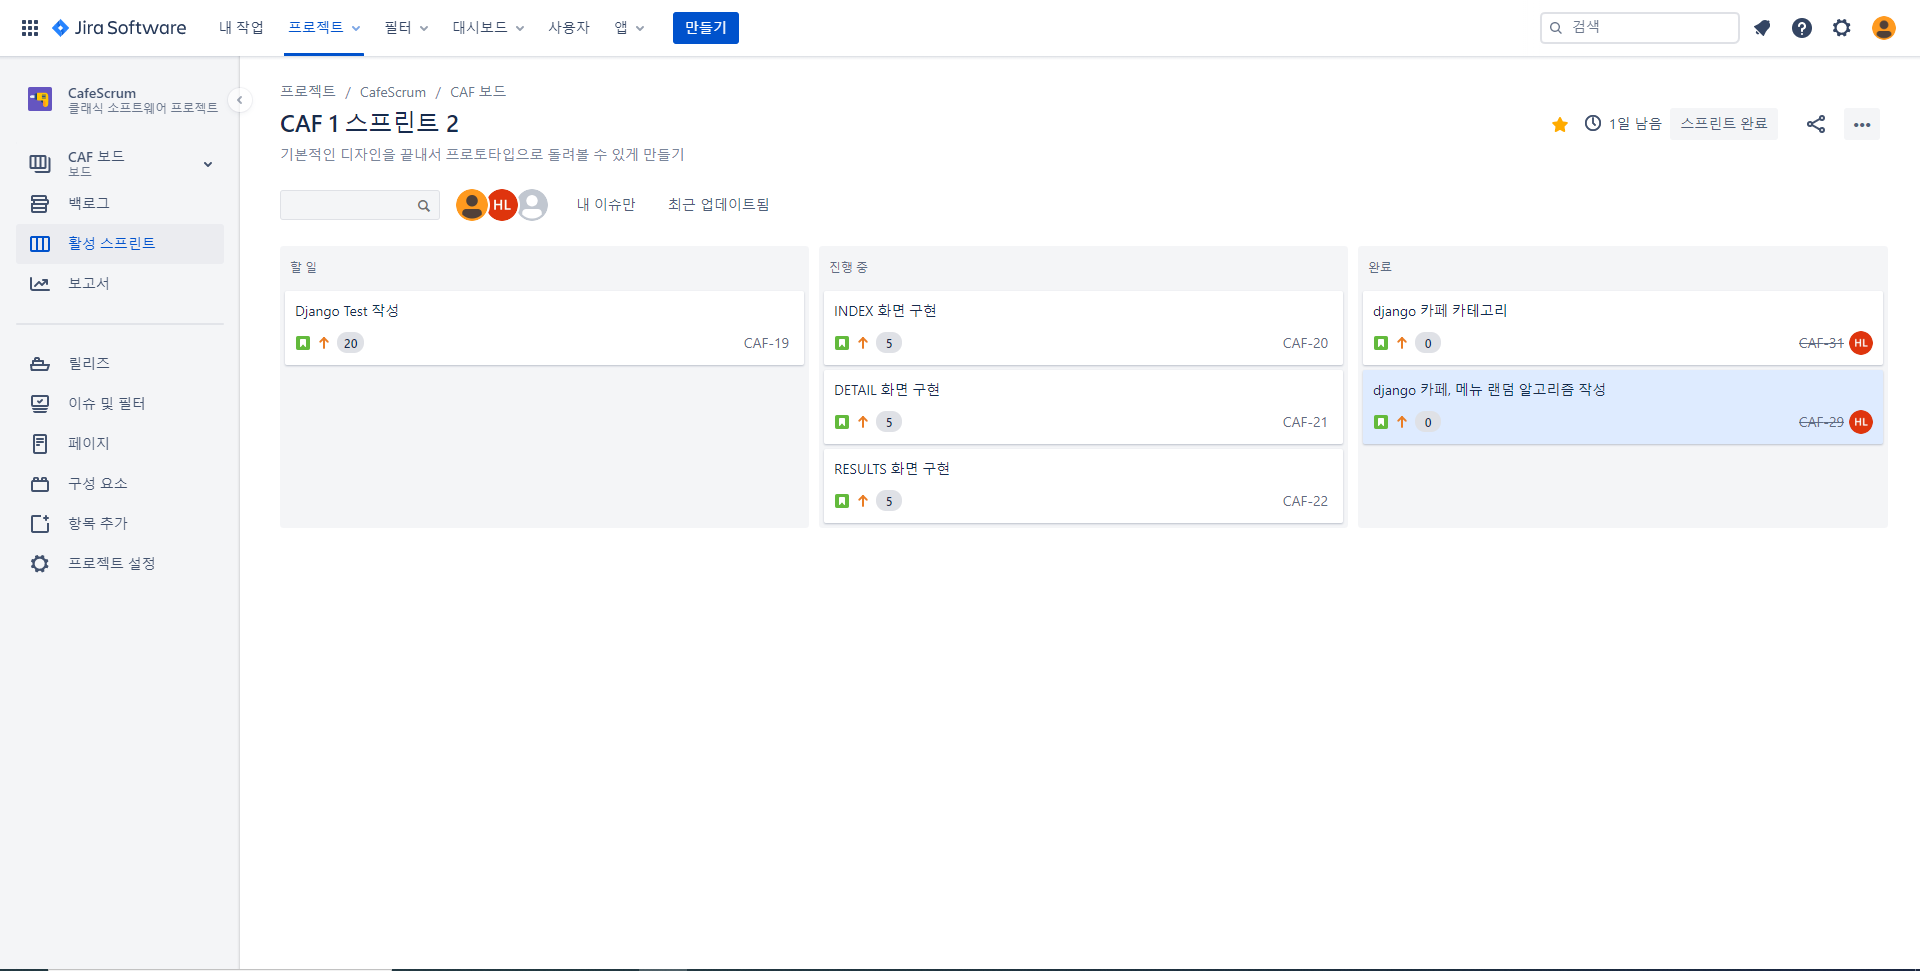 Jira Software 내 작업 프로젝트 필터 대시보드 사용자 앱 만들기 검색
CafeScrum
클래식 소프트웨어 프로젝트
CAF 보드
보드
백로그
활성 스프린트
보고서
릴리즈
이슈 및 필터
페이지
구성 요소
항목 추가
프로젝트 설정
프로젝트 / CafeScrum / CAF 보드
CAF 1 스프린트 2
1일 남음 스프린트 완료
기본적인 디자인을 끝내서 프로토타입으로 돌려볼 수 있게 만들기
HL 내 이슈만 최근 업데이트됨
할 일
Django Test 작성
20 CAF-19
진행 중
INDEX 화면 구현
5 CAF-20
DETAIL 화면 구현
5 CAF-21
RESULTS 화면 구현
5 CAF-22
완료
django 카페 카테고리
0 CAF-31 HL
django 카페, 메뉴 랜덤 알고리즘 작성
0 CAF-29 HL